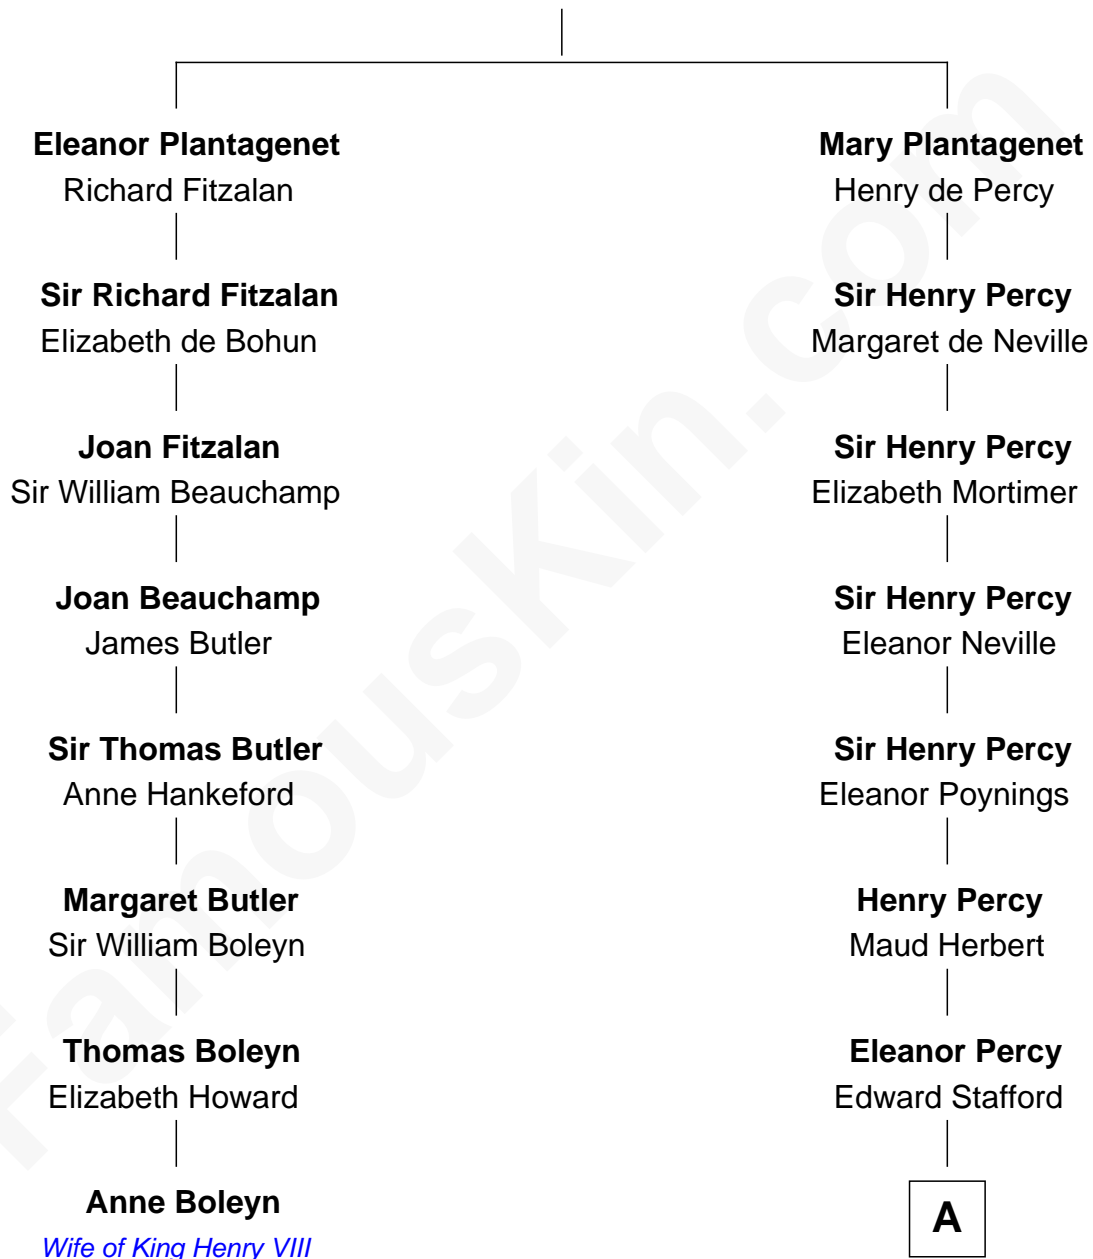 Eleanor Plantagenet
Richard Fitzalan
Sir Richard Fitzalan
Elizabeth de Bohun
Joan Fitzalan
Sir William Beauchamp
Joan Beauchamp
James Butler
Sir Thomas Butler
Anne Hankeford
Margaret Butler
Sir William Boleyn
Thomas Boleyn
Elizabeth Howard
Anne Boleyn
Wife of King Henry VIII
Mary Plantagenet
Henry de Percy
Sir Henry Percy
Margaret de Neville
Sir Henry Percy
Elizabeth Mortimer
Sir Henry Percy
Eleanor Neville
Sir Henry Percy
Eleanor Poynings
Henry Percy
Maud Herbert
Eleanor Percy
Edward Stafford
A
FamousKin.com